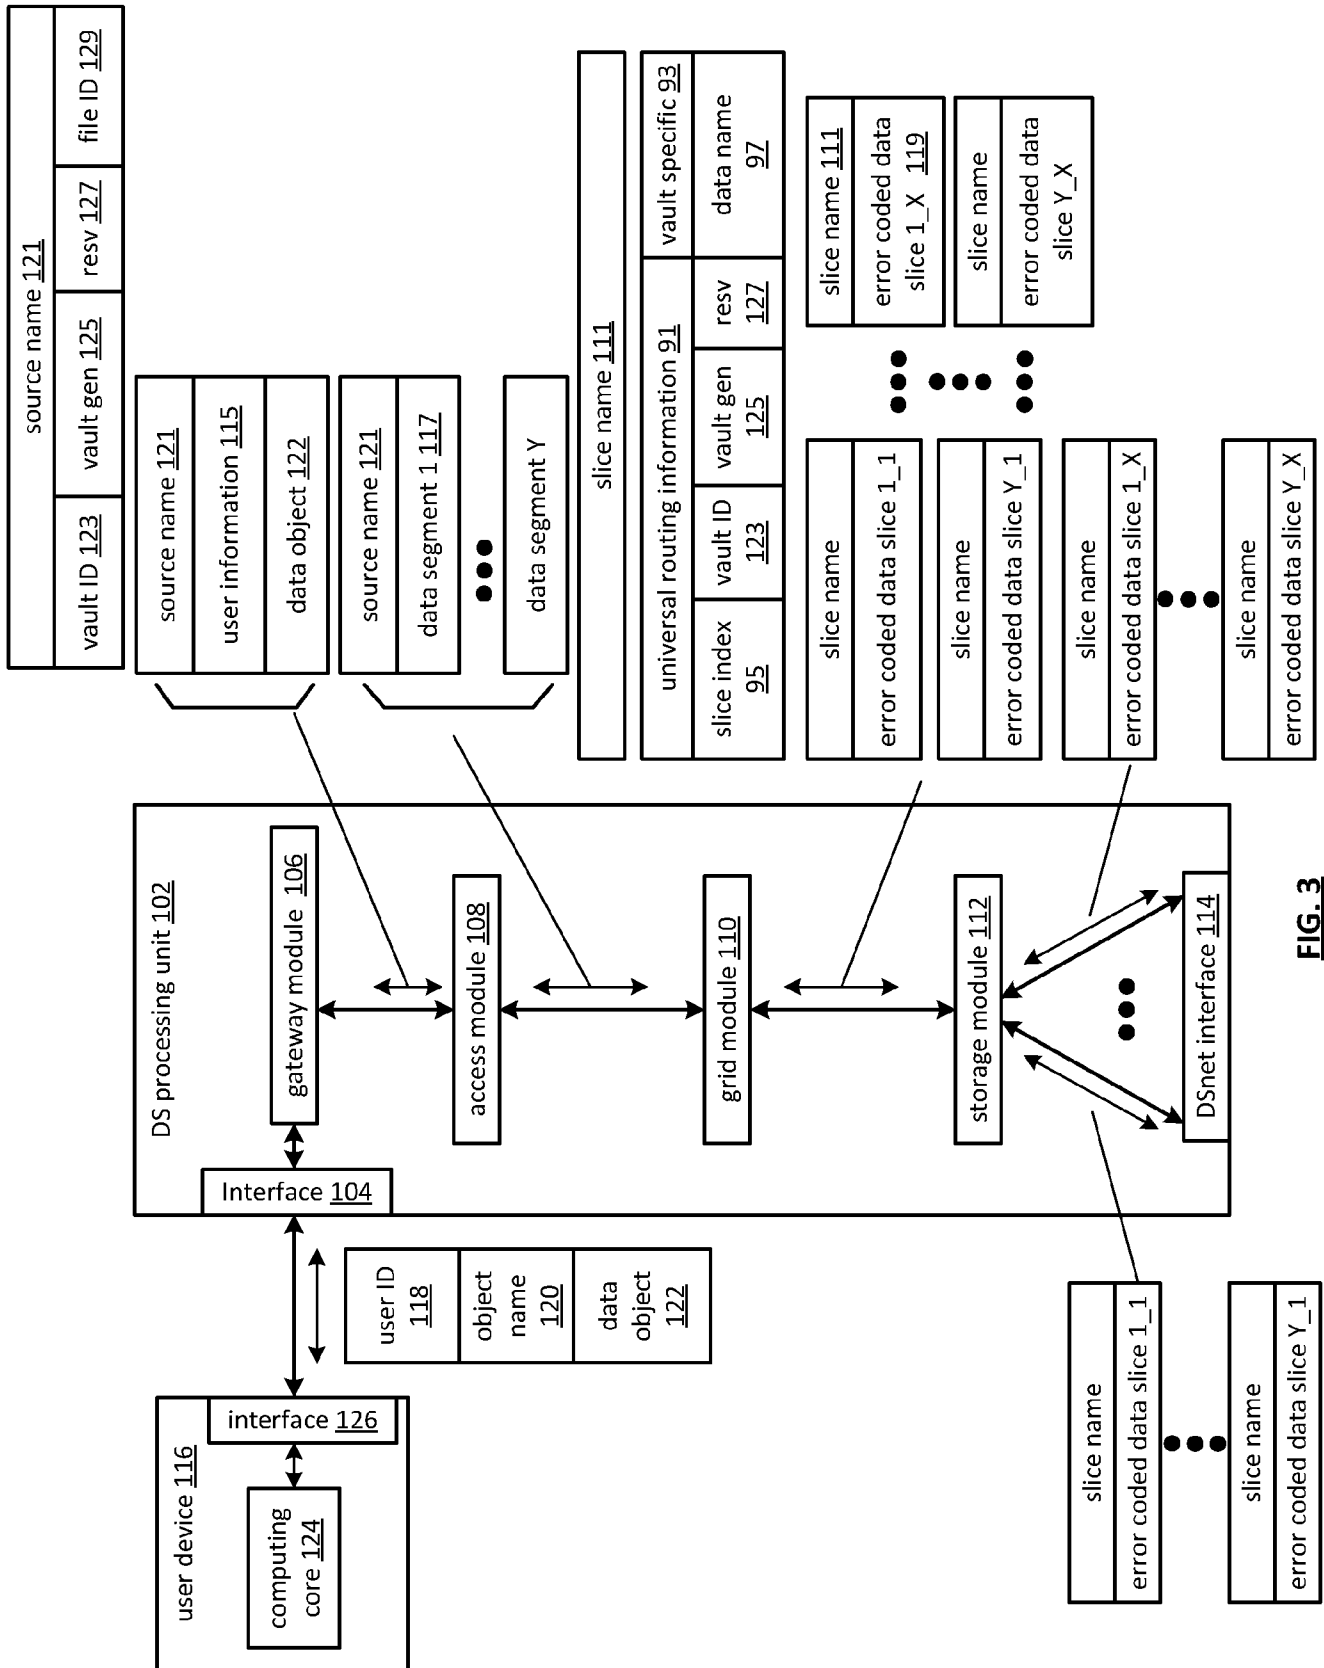 user device 116
computing
core 124
interface 126
user ID
118
object
name
120
data
object
122
DS processing unit 102
Interface 104
gateway module 106
access module 108
grid module 110
storage module 112
DSnet interface 114
source name 121
vault ID 123
vault gen 125
resv 127
file ID 129
source name 121
user information 115
data object 122
source name 121
data segment 1 117
data segment Y
slice name 111
universal routing information 91
vault specific 93
slice index
95
vault ID
123
vault gen
125
resv
127
data name
97
slice name
error coded data slice 1_1
slice name 111
error coded data
slice 1_X 119
slice name
error coded data slice Y_1
slice name
error coded data
slice Y_X
slice name
error coded data slice 1_X
slice name
error coded data slice Y_X
slice name
error coded data slice 1_1
slice name
error coded data slice Y_1
FIG. 3